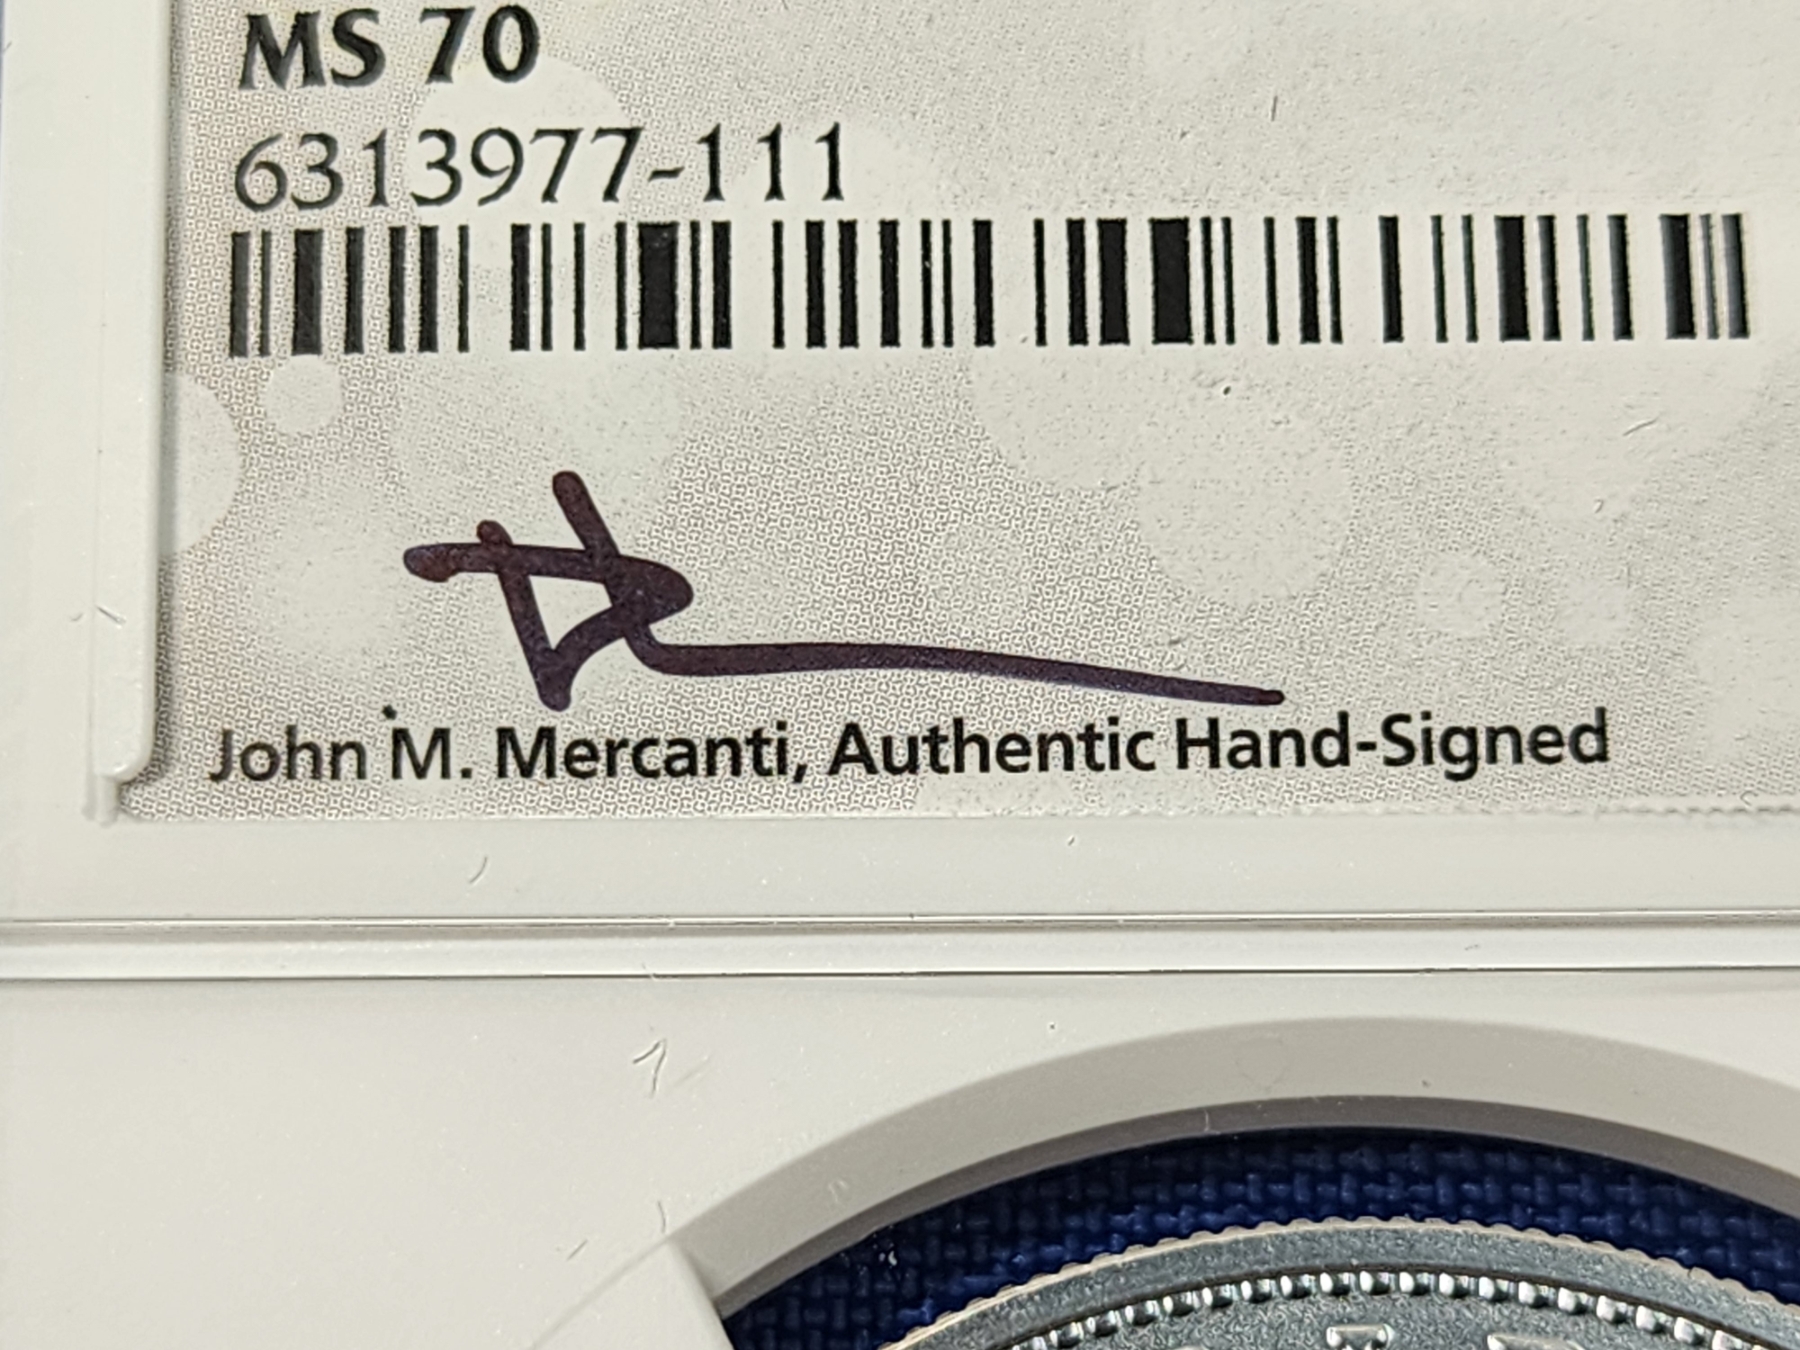 MS 70
6313977-111
John M. Mercanti, Authentic Hand-Signed